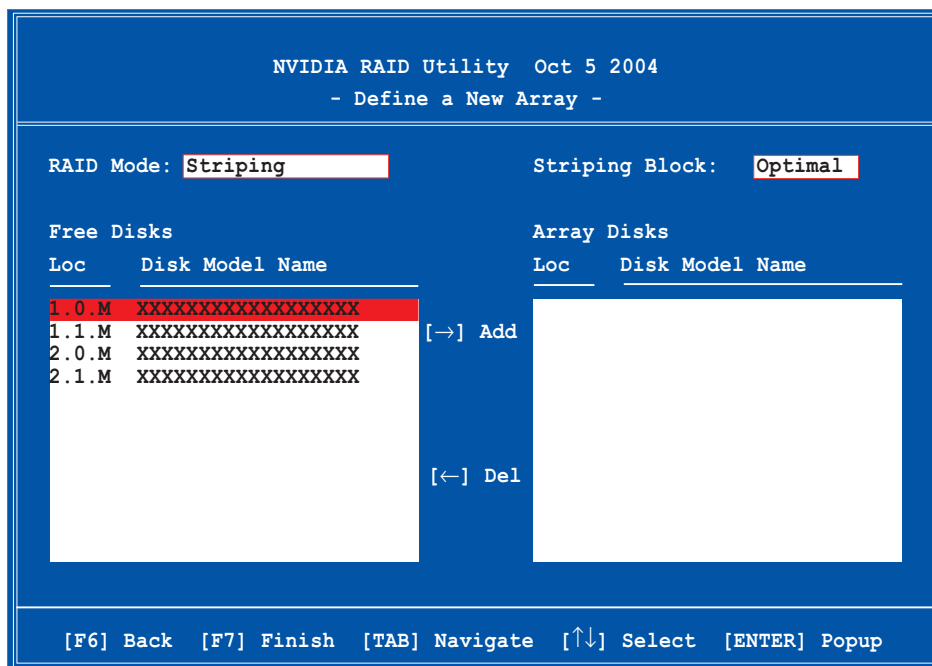 NVIDIA RAID Utility  Oct 5 2004
- Define a New Array -
RAID Mode: Striping
Striping Block: Optimal
Free Disks
Loc Disk Model Name
1.0.M XXXXXXXXXXXXXXXXXX
1.1.M XXXXXXXXXXXXXXXXXX
2.0.M XXXXXXXXXXXXXXXXXX
2.1.M XXXXXXXXXXXXXXXXXX
[→] Add
[←] Del
Array Disks
Loc Disk Model Name
[F6] Back [F7] Finish [TAB] Navigate [↑↓] Select [ENTER] Popup